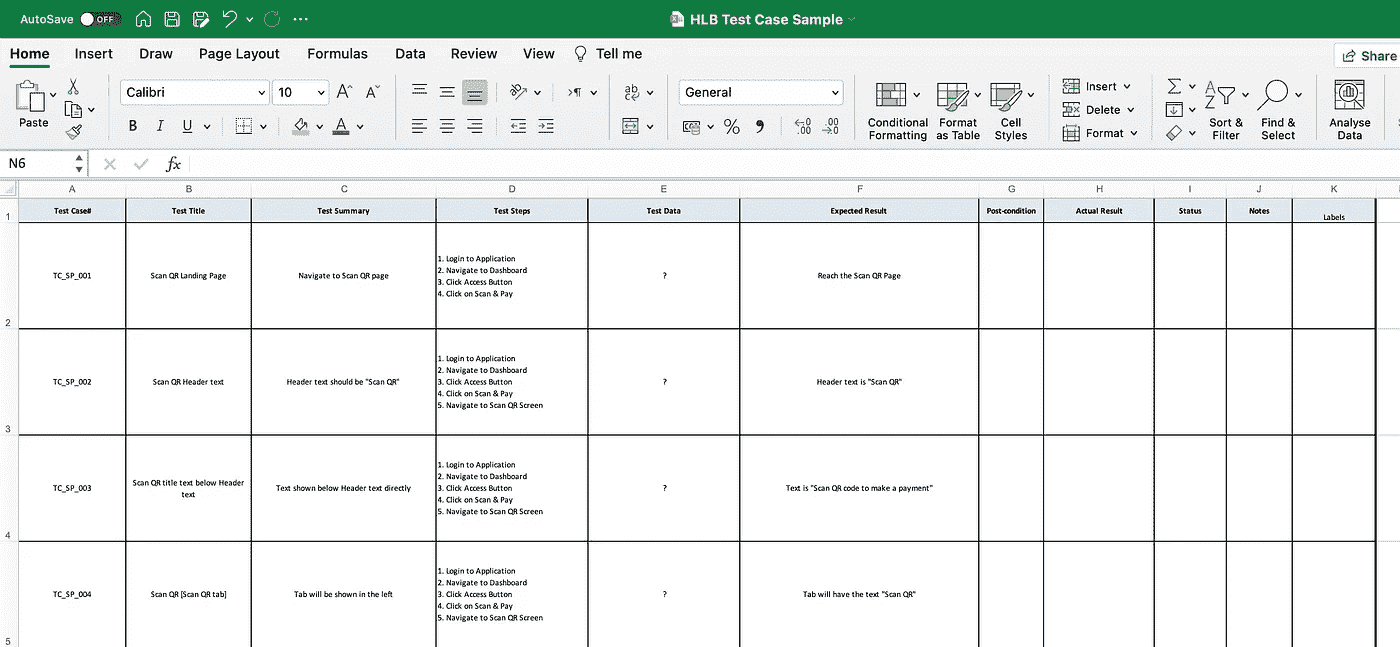 AutoSave OFF HLB Test Case Sample
Home Insert Draw Page Layout Formulas Data Review View Tell me Share
Paste
Calibri 10
B I U
General
Conditional Formatting
Format as Table
Cell Styles
Insert
Delete
Format
Sort & Filter
Find & Select
Analyse Data
N6 fx
A B C D E F G H I J K
1 Test Case# Test Title Test Summary Test Steps Test Data Expected Result Post-condition Actual Result Status Notes Labels
2 TC_SP_001 Scan QR Landing Page Navigate to Scan QR page
1. Login to Application
2. Navigate to Dashboard
3. Click Access Button
4. Click on Scan & Pay
? Reach the Scan QR Page
3 TC_SP_002 Scan QR Header text Header text should be "Scan QR"
1. Login to Application
2. Navigate to Dashboard
3. Click Access Button
4. Click on Scan & Pay
5. Navigate to Scan QR Screen
? Header text is "Scan QR"
4 TC_SP_003 Scan QR title text below Header text Text shown below Header text directly
1. Login to Application
2. Navigate to Dashboard
3. Click Access Button
4. Click on Scan & Pay
5. Navigate to Scan QR Screen
? Text is "Scan QR code to make a payment"
5 TC_SP_004 Scan QR [Scan QR tab] Tab will be shown in the left
1. Login to Application
2. Navigate to Dashboard
3. Click Access Button
4. Click on Scan & Pay
5. Navigate to Scan QR Screen
? Tab will have the text "Scan QR"